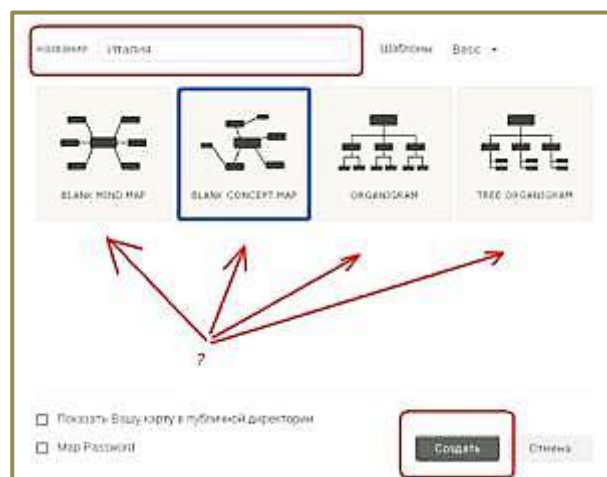 название Италия Шаблоны Basic
BLANK MIND MAP BLANK CONCEPT MAP ORGANIGRAM TREE ORGANIGRAM
?
Показать Вашу карту в публичной директории
Map Password Создать Отмена